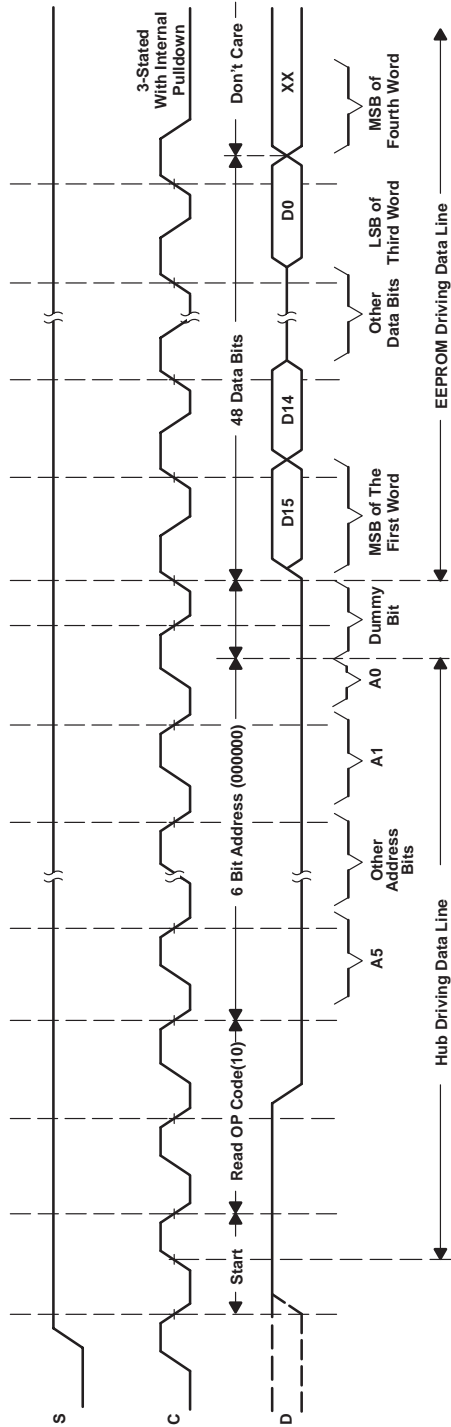 S
C
D
3-Stated
With Internal
Pulldown
Start
Read OP Code(10)
6 Bit Address (000000)
48 Data Bits
Don't Care
D15
D14
D0
XX
A5
Other
Address
Bits
A1
A0
Dummy
Bit
MSB of The
First Word
Other
Data Bits
LSB of
Third Word
MSB of
Fourth Word
Hub Driving Data Line
EEPROM Driving Data Line